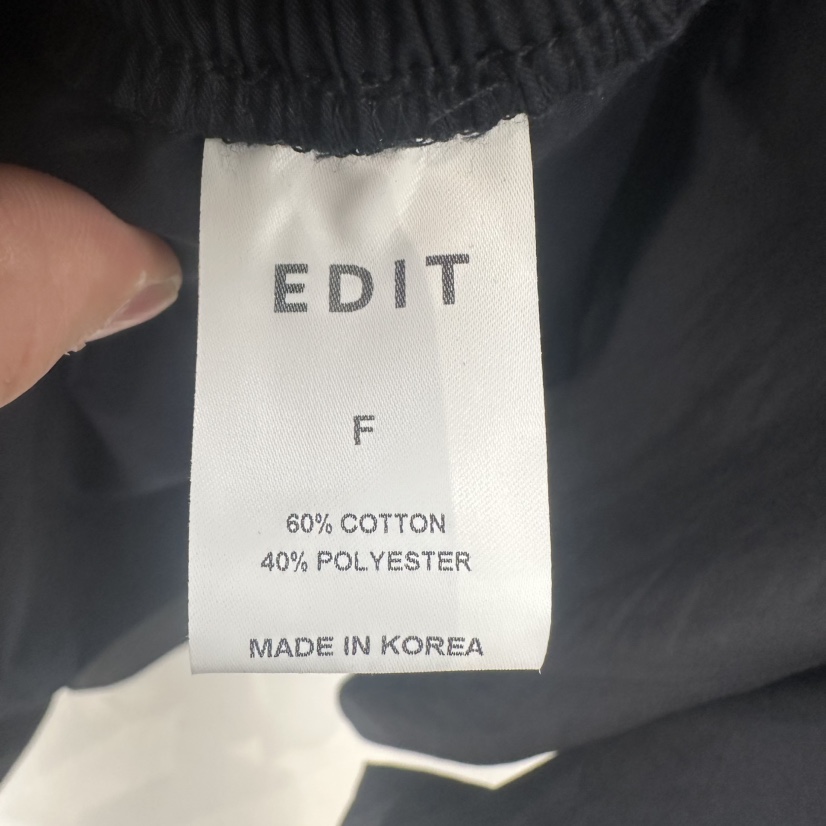 EDIT
F
60% COTTON
40% POLYESTER
MADE IN KOREA